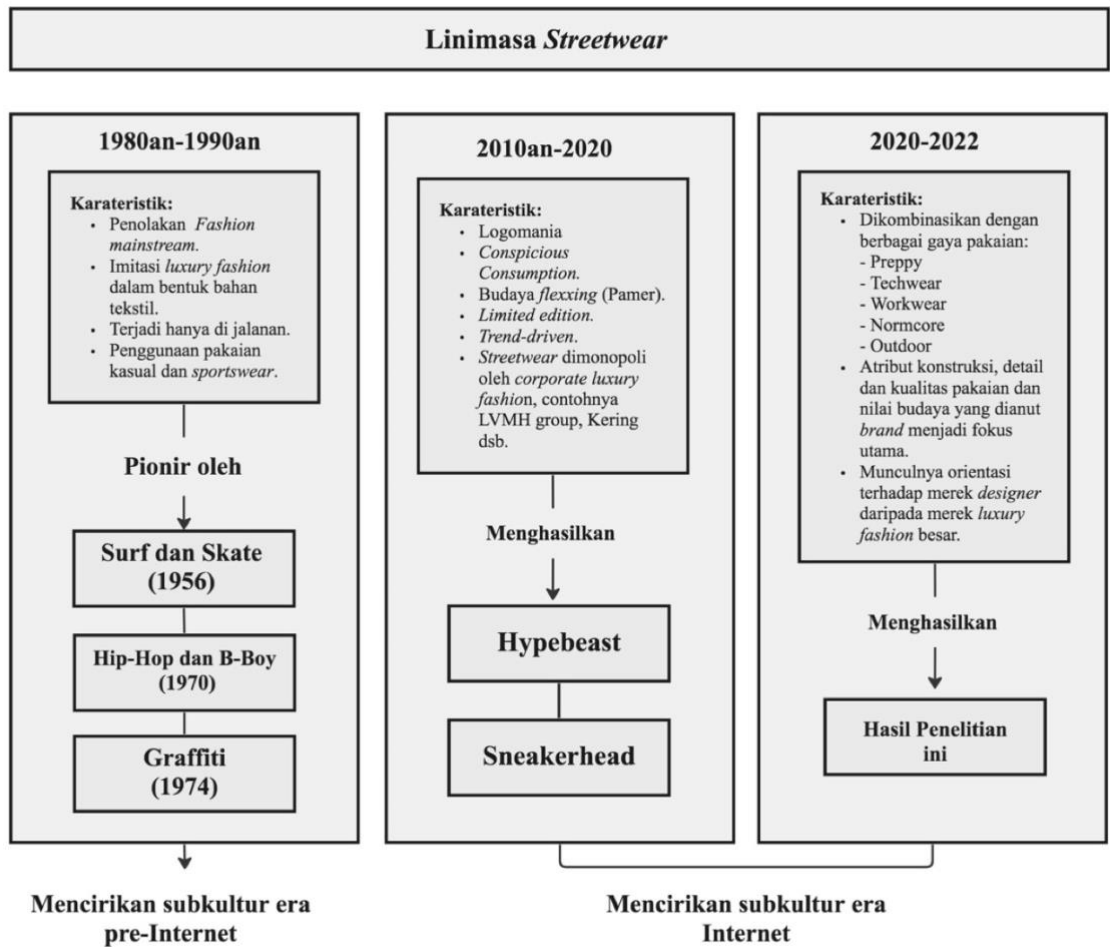 Linimasa Streetwear
1980an-1990an
Karateristik:
• Penolakan Fashion
mainstream.
• Imitasi luxury fashion
dalam bentuk bahan
tekstil.
• Terjadi hanya di jalanan.
• Penggunaan pakaian
kasual dan sportswear.
Pionir oleh
Surf dan Skate
(1956)
Hip-Hop dan B-Boy
(1970)
Graffiti
(1974)
Mencirikan subkultur era
pre-Internet
2010an-2020
Karateristik:
• Logomania
• Conspicious
Consumption.
• Budaya flexxing (Pamer).
• Limited edition.
• Trend-driven.
• Streetwear dimonopoli
oleh corporate luxury
fashion, contohnya
LVMH group, Kering
dsb.
Menghasilkan
Hypebeast
Sneakerhead
2020-2022
Karateristik:
• Dikombinasikan dengan
berbagai gaya pakaian:
- Preppy
- Techwear
- Workwear
- Normcore
- Outdoor
• Atribut konstruksi, detail
dan kualitas pakaian dan
nilai budaya yang dianut
brand menjadi fokus
utama.
• Munculnya orientasi
terhadap merek designer
daripada merek luxury
fashion besar.
Menghasilkan
Hasil Penelitian
ini
Mencirikan subkultur era
Internet